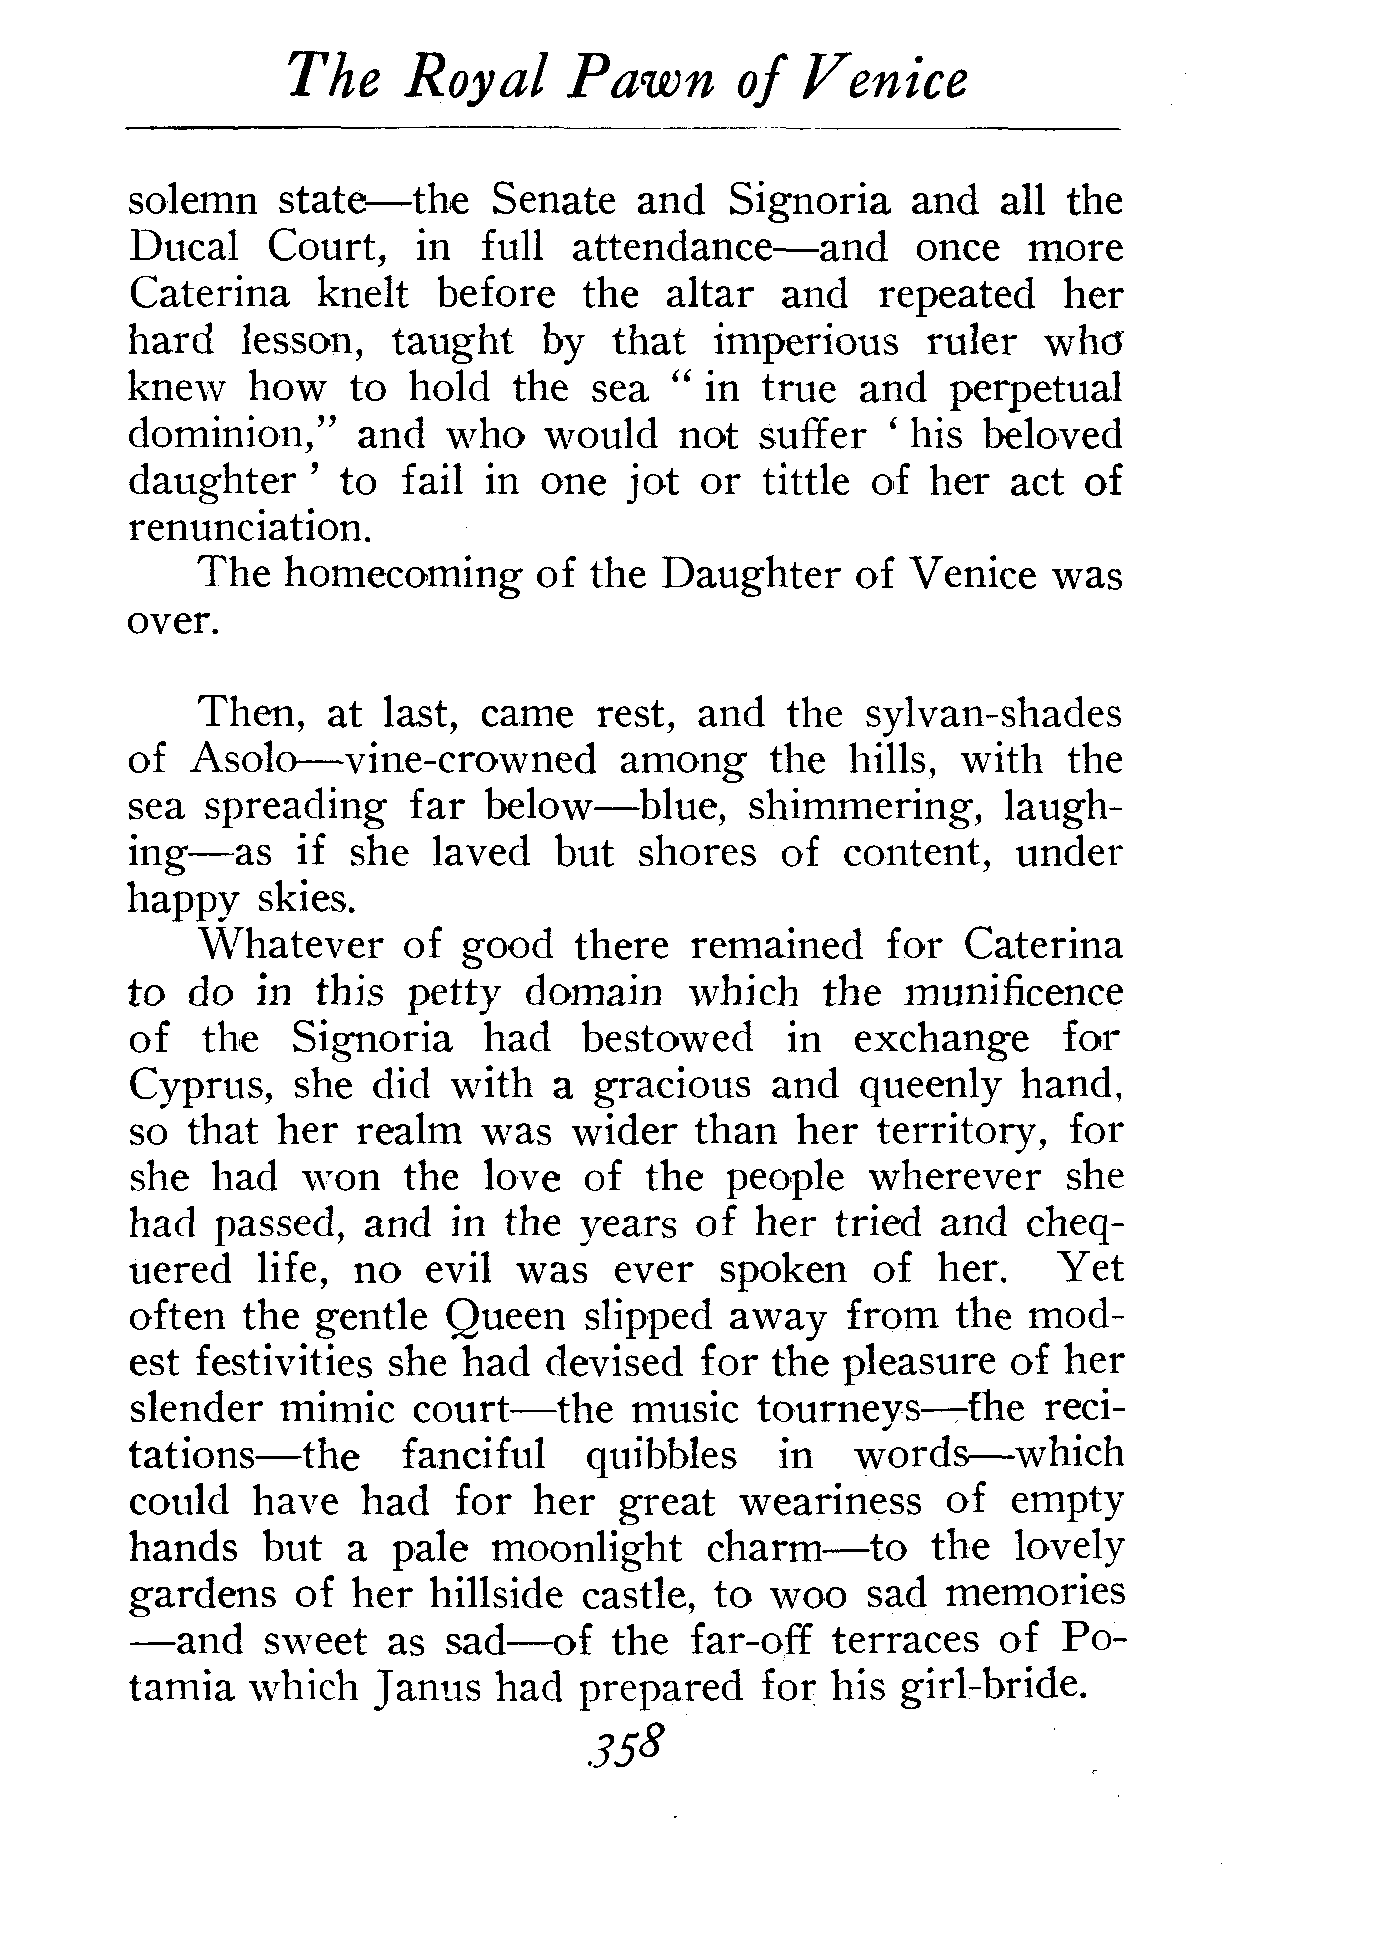 The Royal Pawn of Venice
solemn state—the Senate and Signoria and all the
Ducal Court, in full attendance—and once more
Caterina knelt before the altar and repeated her
hard lesson, taught by that imperious ruler who
knew how to hold the sea “ in true and perpetual
dominion,” and who would not suffer ‘ his beloved
daughter ’ to fail in one jot or tittle of her act of
renunciation.
The homecoming of the Daughter of Venice was
over.
Then, at last, came rest, and the sylvan-shades
of Asolo—vine-crowned among the hills, with the
sea spreading far below—blue, shimmering, laugh-
ing—as if she laved but shores of content, under
happy skies.
Whatever of good there remained for Caterina
to do in this petty domain which the munificence
of the Signoria had bestowed in exchange for
Cyprus, she did with a gracious and queenly hand,
so that her realm was wider than her territory, for
she had won the love of the people wherever she
had passed, and in the years of her tried and cheq-
uered life, no evil was ever spoken of her. Yet
often the gentle Queen slipped away from the mod-
est festivities she had devised for the pleasure of her
slender mimic court—the music tourneys—the reci-
tations—the fanciful quibbles in words—which
could have had for her great weariness of empty
hands but a pale moonlight charm—to the lovely
gardens of her hillside castle, to woo sad memories
—and sweet as sad—of the far-off terraces of Po-
tamia which Janus had prepared for his girl-bride.
358